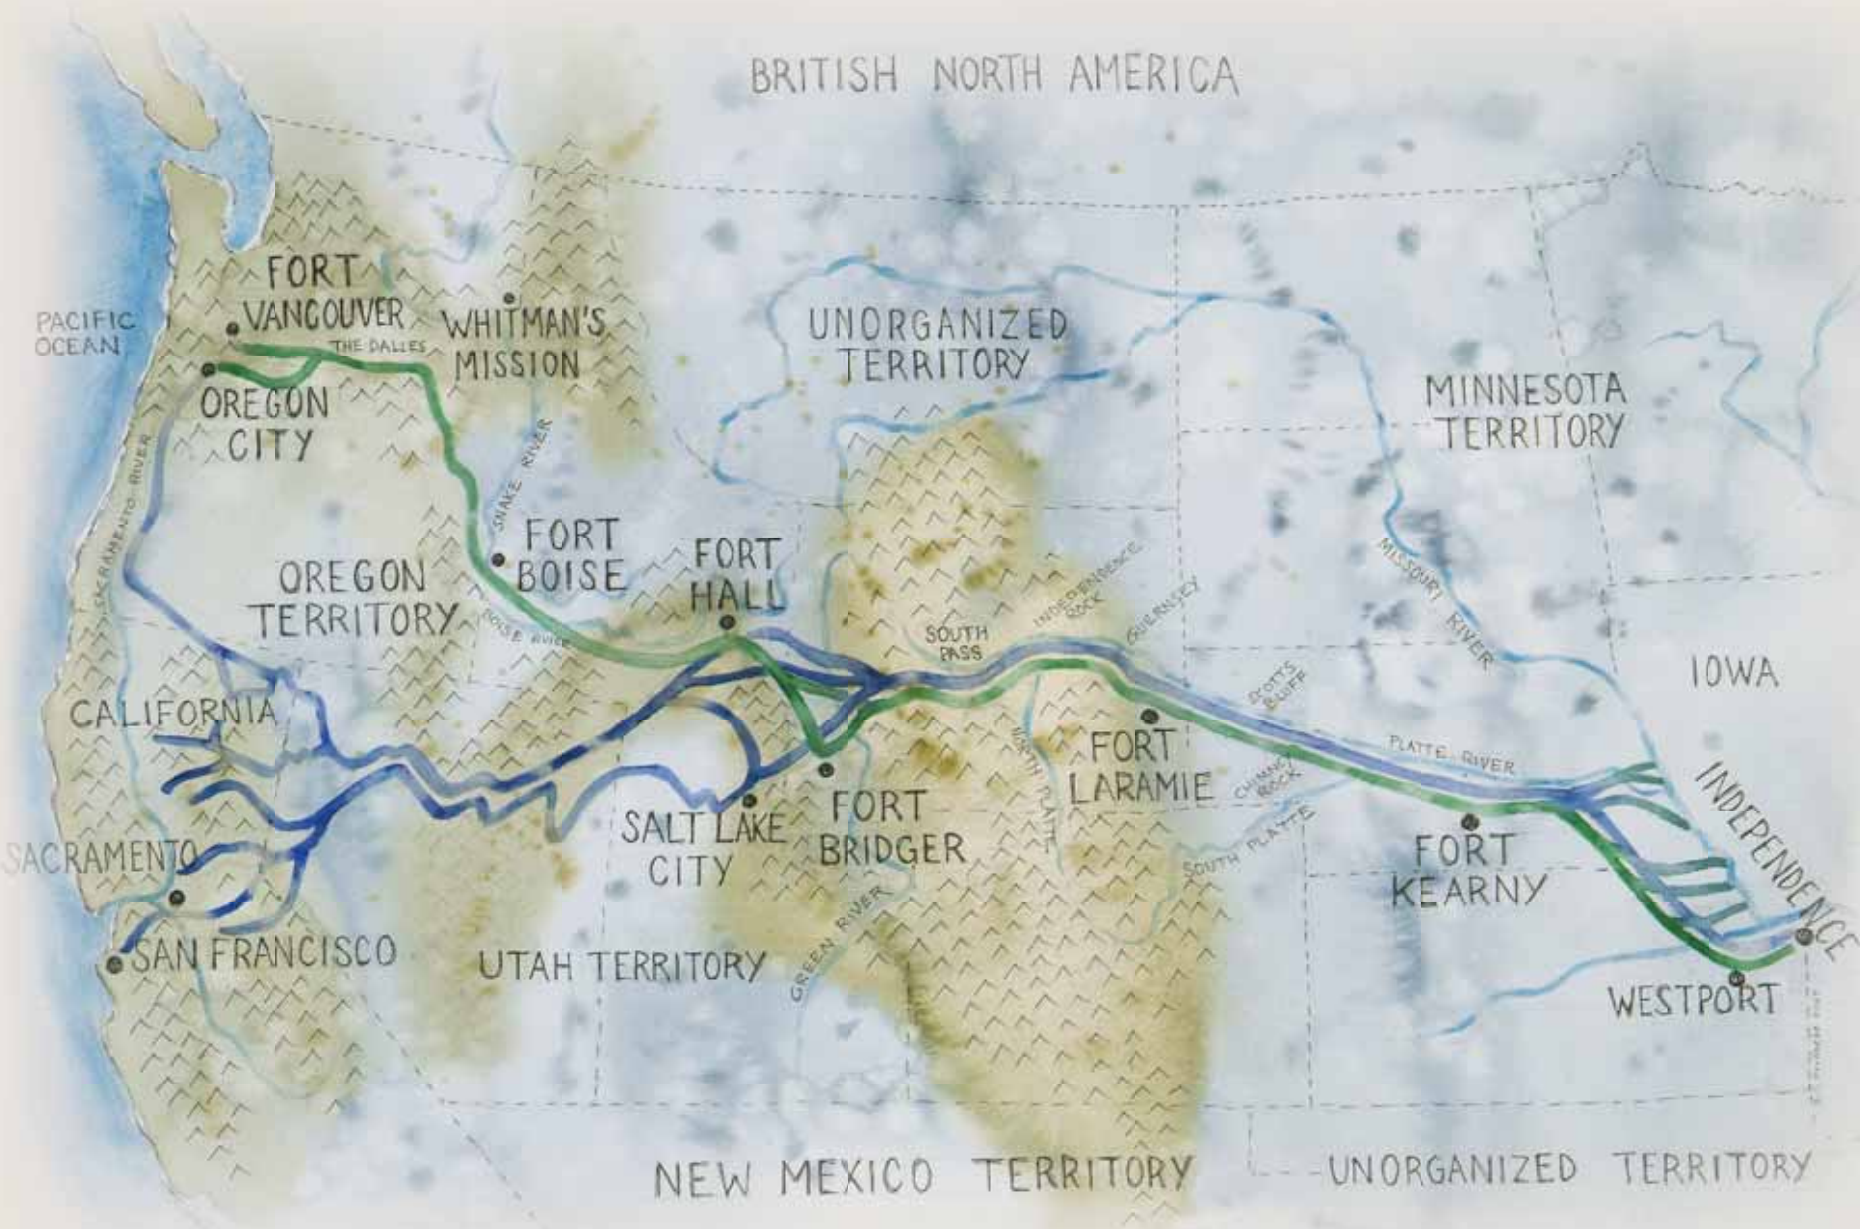 BRITISH NORTH AMERICA
FORT
VANCOUVER
THE DALLES
WHITMAN'S
MISSION
PACIFIC
OCEAN
UNORGANIZED
TERRITORY
MINNESOTA
TERRITORY
OREGON
CITY
SACRAMENTO RIVER
SNAKE RIVER
FORT
BOISE
FORT
HALL
OREGON
TERRITORY
BOISE RIVER
SOUTH
PASS
INDEPENDENCE
ROCK
GUERNSEY
MISSOURI RIVER
SCOTTS
BLUFF
IOWA
CALIFORNIA
NORTH PLATTE
FORT
LARAMIE
CHIMNEY
ROCK
PLATTE RIVER
INDEPENDENCE
SALT LAKE
CITY
FORT
BRIDGER
SOUTH PLATTE
FORT
KEARNY
SACRAMENTO
SAN FRANCISCO
UTAH TERRITORY
GREEN RIVER
WESTPORT
NEW MEXICO TERRITORY
UNORGANIZED TERRITORY